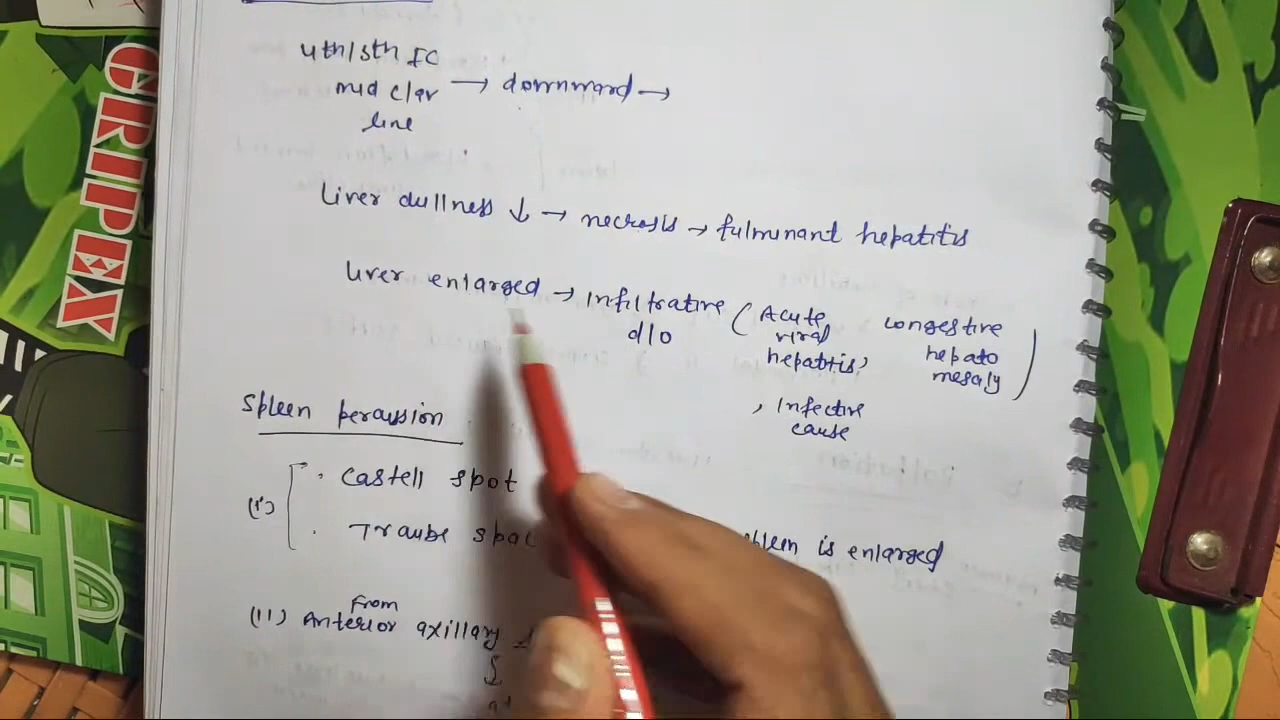 CRIPEX
4th/5th IC
mid clav
line
→ downward →
Liver dullness ↓ → necrosis → fulminant hepatitis
liver enlarged → Infiltrative
d/o
( Acute
viral
hepatitis,
congestive
hepato
megaly )
, Infective
cause
Spleen percussion
(i) . Castell spot
. Traube spac
is enlarged
(ii) from
Anterior axillary